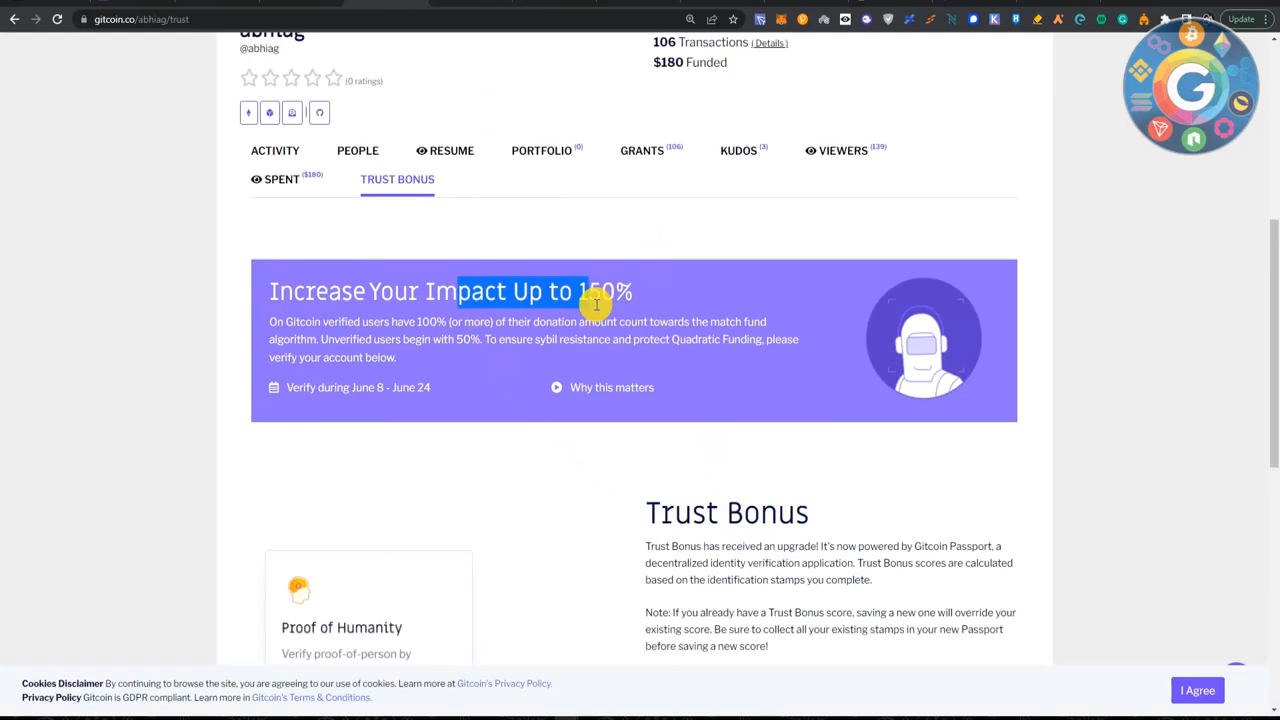 gitcoin.co/abhiag/trust
Update
abhiag
@abhiag
106 Transactions (Details)
$180 Funded
(0 ratings)
ACTIVITY PEOPLE RESUME PORTFOLIO (0) GRANTS (106) KUDOS (3) VIEWERS (139)
SPENT ($180) TRUST BONUS
Increase Your Impact Up to 150%
On Gitcoin verified users have 100% (or more) of their donation amount count towards the match fund
algorithm. Unverified users begin with 50%. To ensure sybil resistance and protect Quadratic Funding, please
verify your account below.
Verify during June 8 - June 24
Why this matters
Trust Bonus
Trust Bonus has received an upgrade! It's now powered by Gitcoin Passport, a
decentralized identity verification application. Trust Bonus scores are calculated
based on the identification stamps you complete.
Note: If you already have a Trust Bonus score, saving a new one will override your
existing score. Be sure to collect all your existing stamps in your new Passport
before saving a new score!
Proof of Humanity
Verify proof-of-person by
Cookies Disclaimer By continuing to browse the site, you are agreeing to our use of cookies. Learn more at Gitcoin's Privacy Policy.
Privacy Policy Gitcoin is GDPR compliant. Learn more in Gitcoin's Terms & Conditions.
I Agree